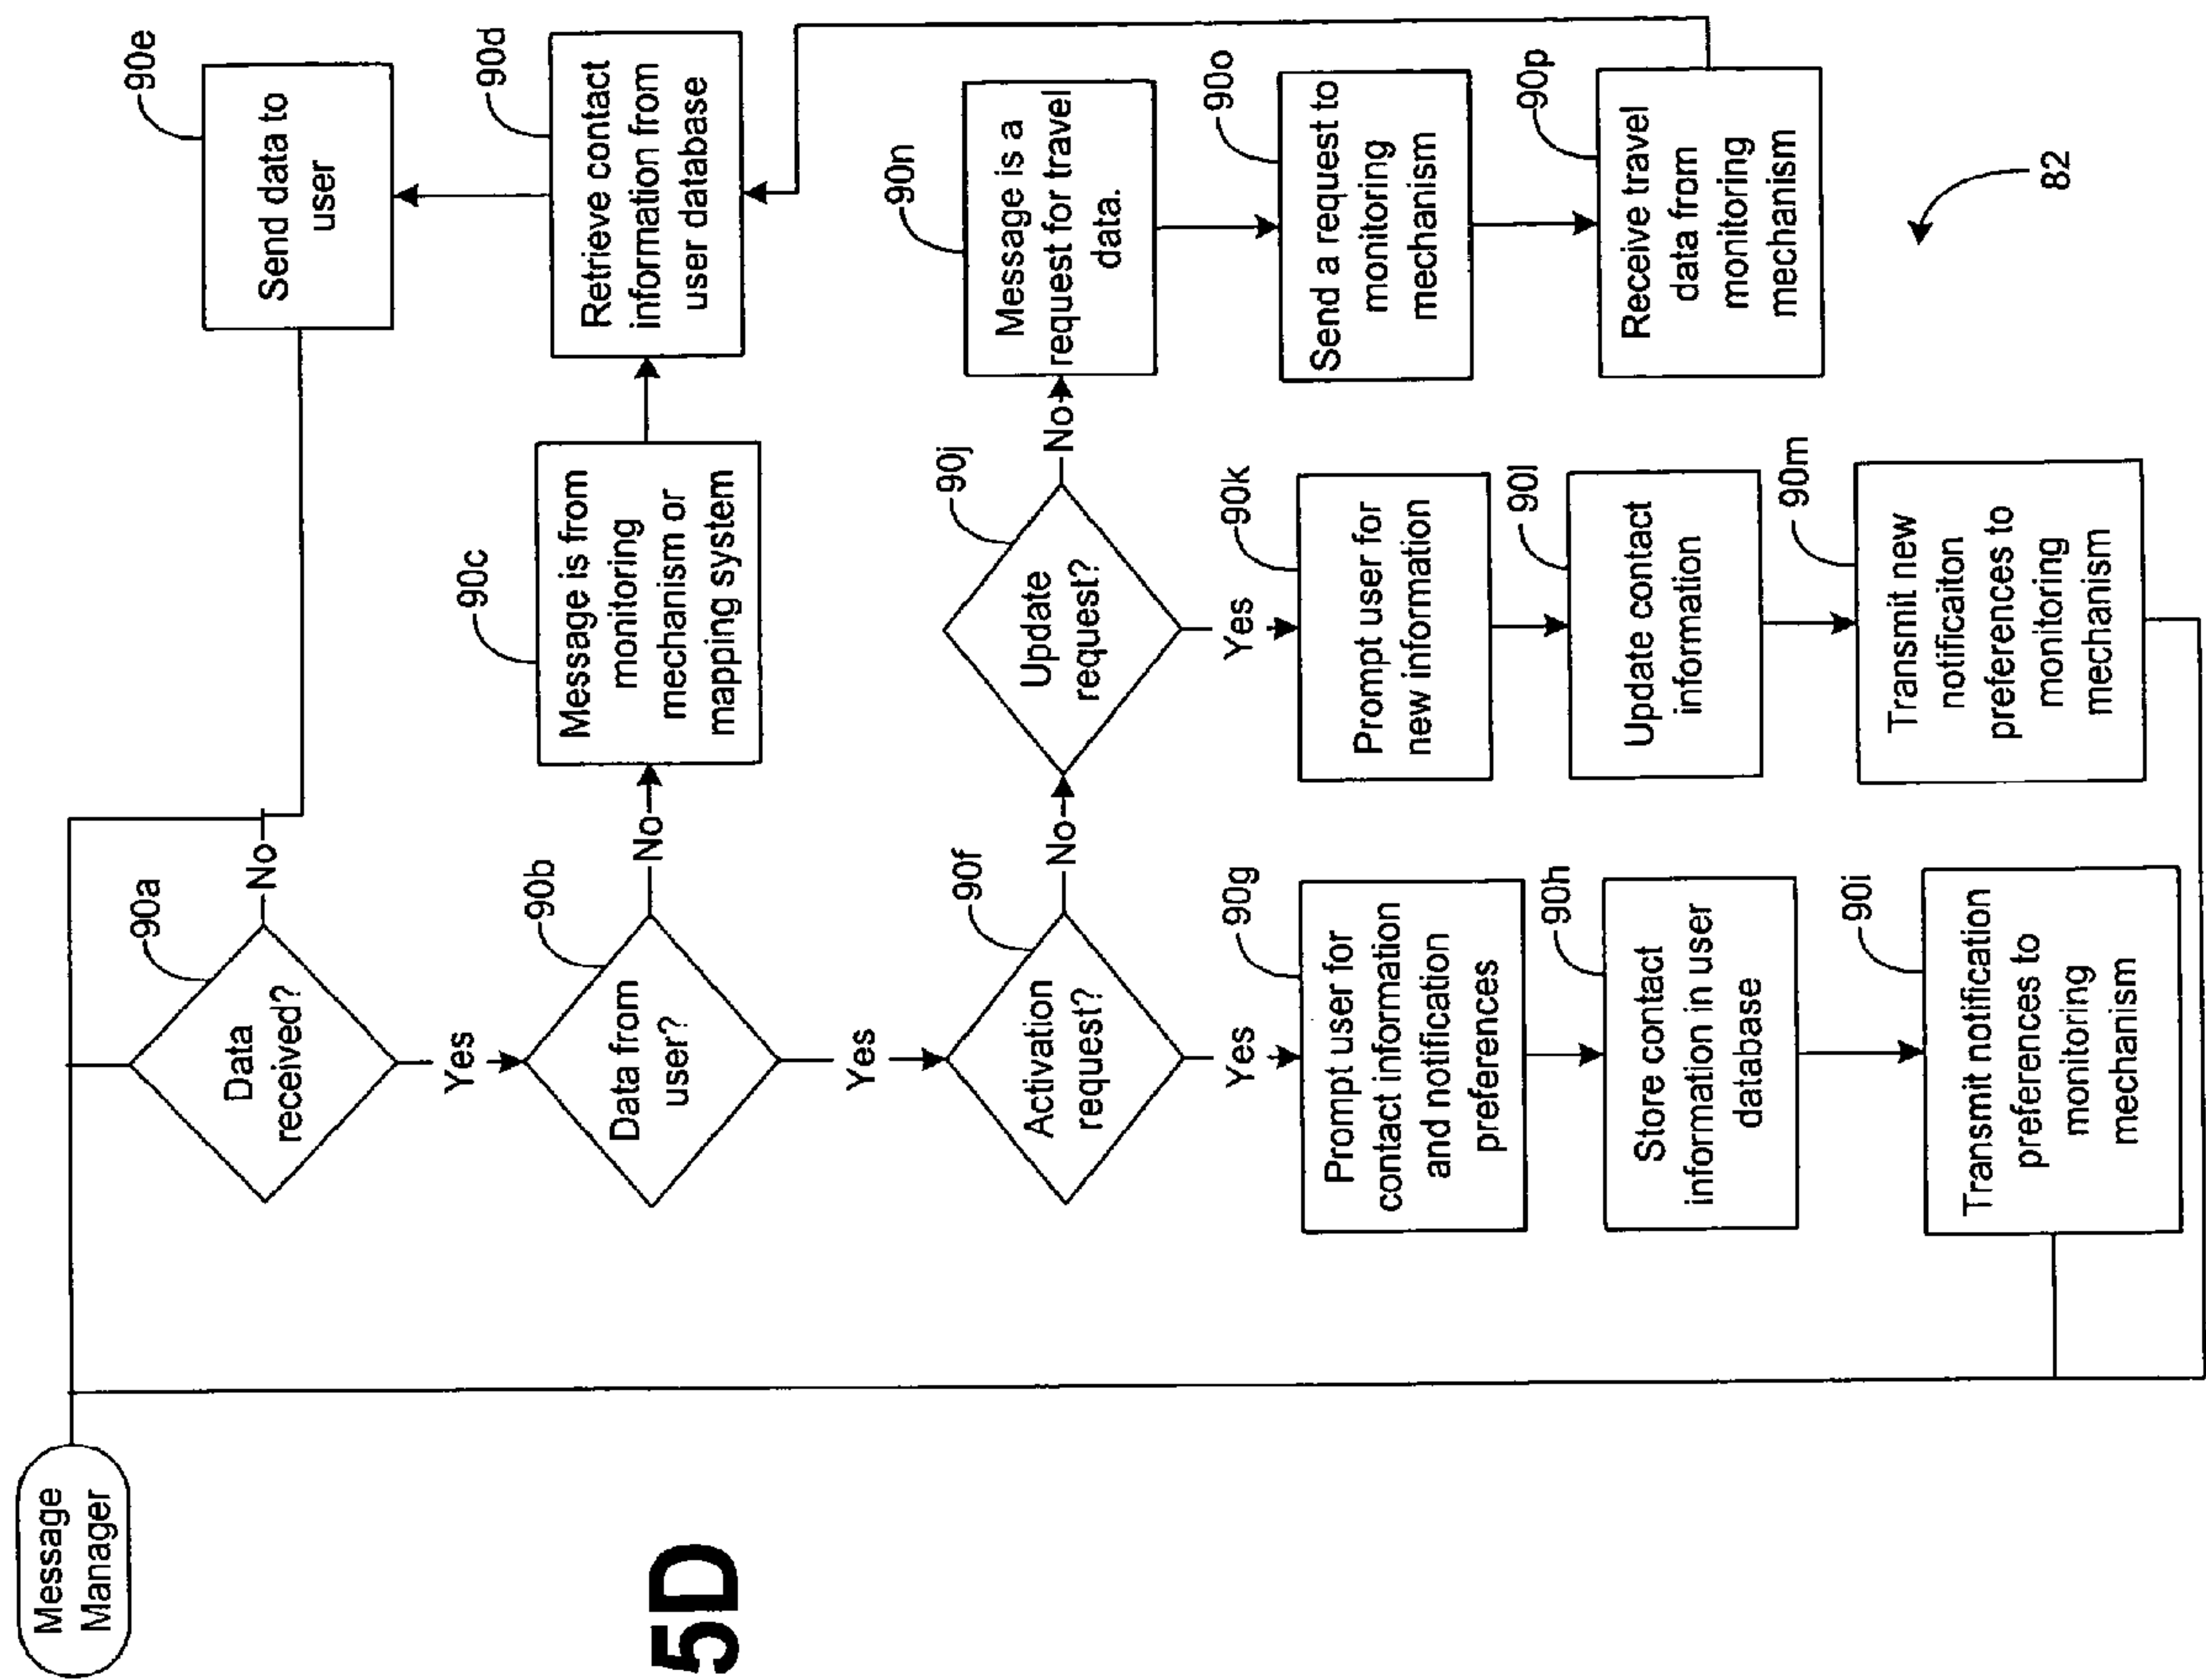 Message
Manager
90a
Data
received?
No
Yes
90e
Send data to
user
90b
Data from
user?
No
Yes
90c
Message is from
monitoring
mechanism or
mapping system
90d
Retrieve contact
information from
user database
90f
Activation
request?
No
Yes
90j
Update
request?
No
Yes
90n
Message is a
request for travel
data.
90g
Prompt user for
contact information
and notification
preferences
90k
Prompt user for
new information
90o
Send a request to
monitoring
mechanism
90h
Store contact
information in user
database
90l
Update contact
information
90p
Receive travel
data from
monitoring
mechanism
90i
Transmit notification
preferences to
monitoring
mechanism
90m
Transmit new
notificaiton
preferences to
monitoring
mechanism
82
5D